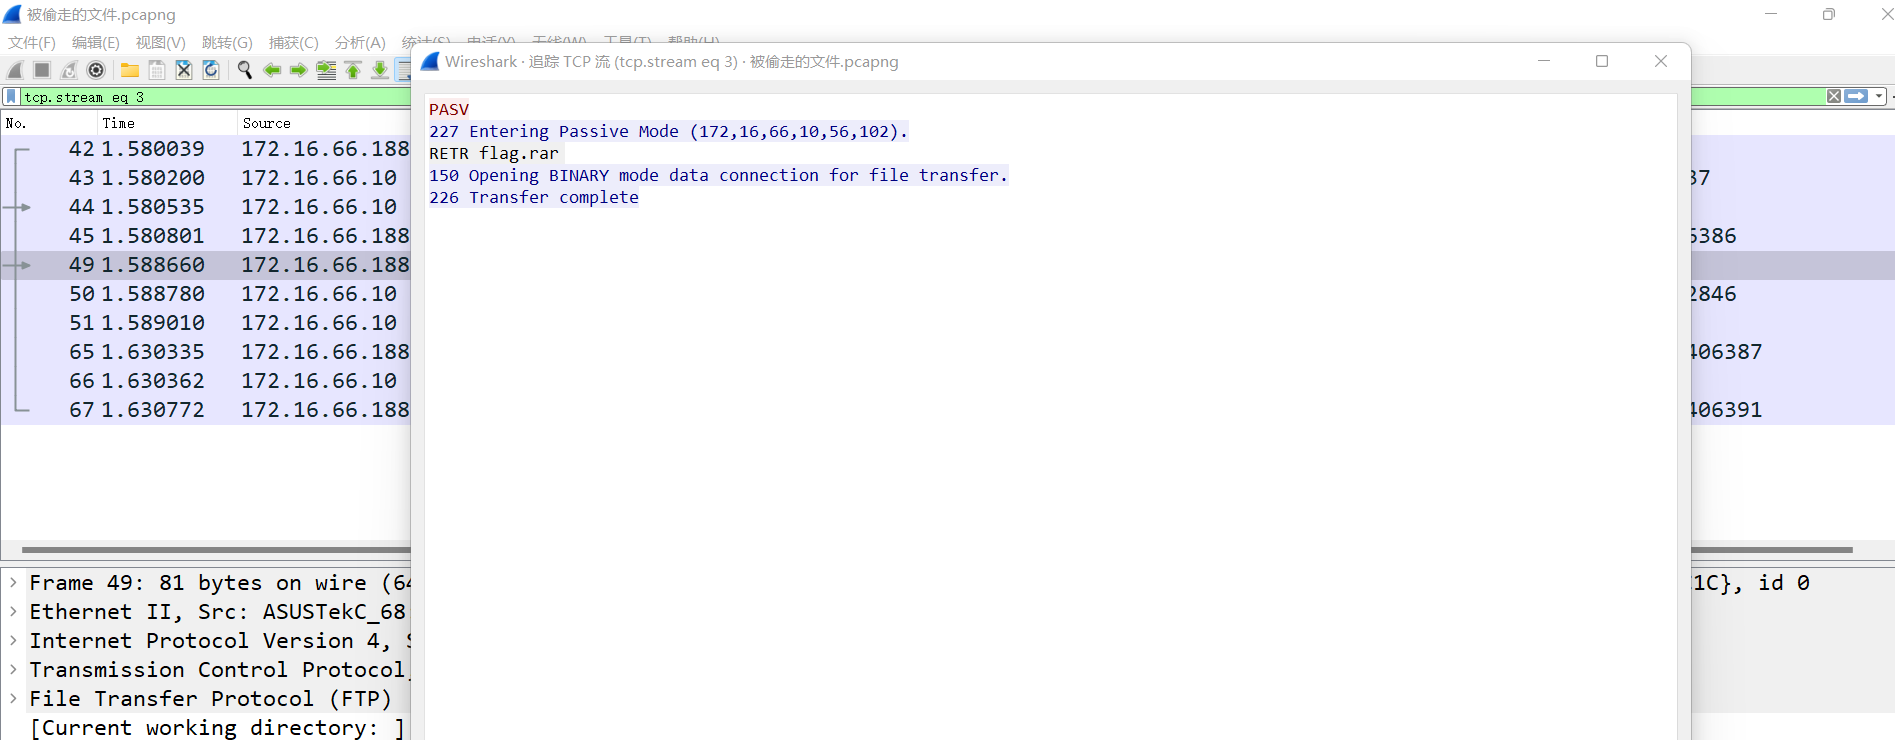 被偷走的文件.pcapng
文件(F) 编辑(E) 视图(V) 跳转(G) 捕获(C) 分析(A)
Wireshark · 追踪 TCP 流 (tcp.stream eq 3) · 被偷走的文件.pcapng
tcp.stream eq 3
No. Time Source
PASV
227 Entering Passive Mode (172,16,66,10,56,102).
RETR flag.rar
150 Opening BINARY mode data connection for file transfer.
226 Transfer complete
42 1.580039 172.16.66.188
43 1.580200 172.16.66.10 37
44 1.580535 172.16.66.10
45 1.580801 172.16.66.188 5386
49 1.588660 172.16.66.188
50 1.588780 172.16.66.10 2846
51 1.589010 172.16.66.10
65 1.630335 172.16.66.188 406387
66 1.630362 172.16.66.10
67 1.630772 172.16.66.188 406391
Frame 49: 81 bytes on wire (64 1C}, id 0
Ethernet II, Src: ASUSTekC_68
Internet Protocol Version 4,
Transmission Control Protocol
File Transfer Protocol (FTP)
[Current working directory: ]